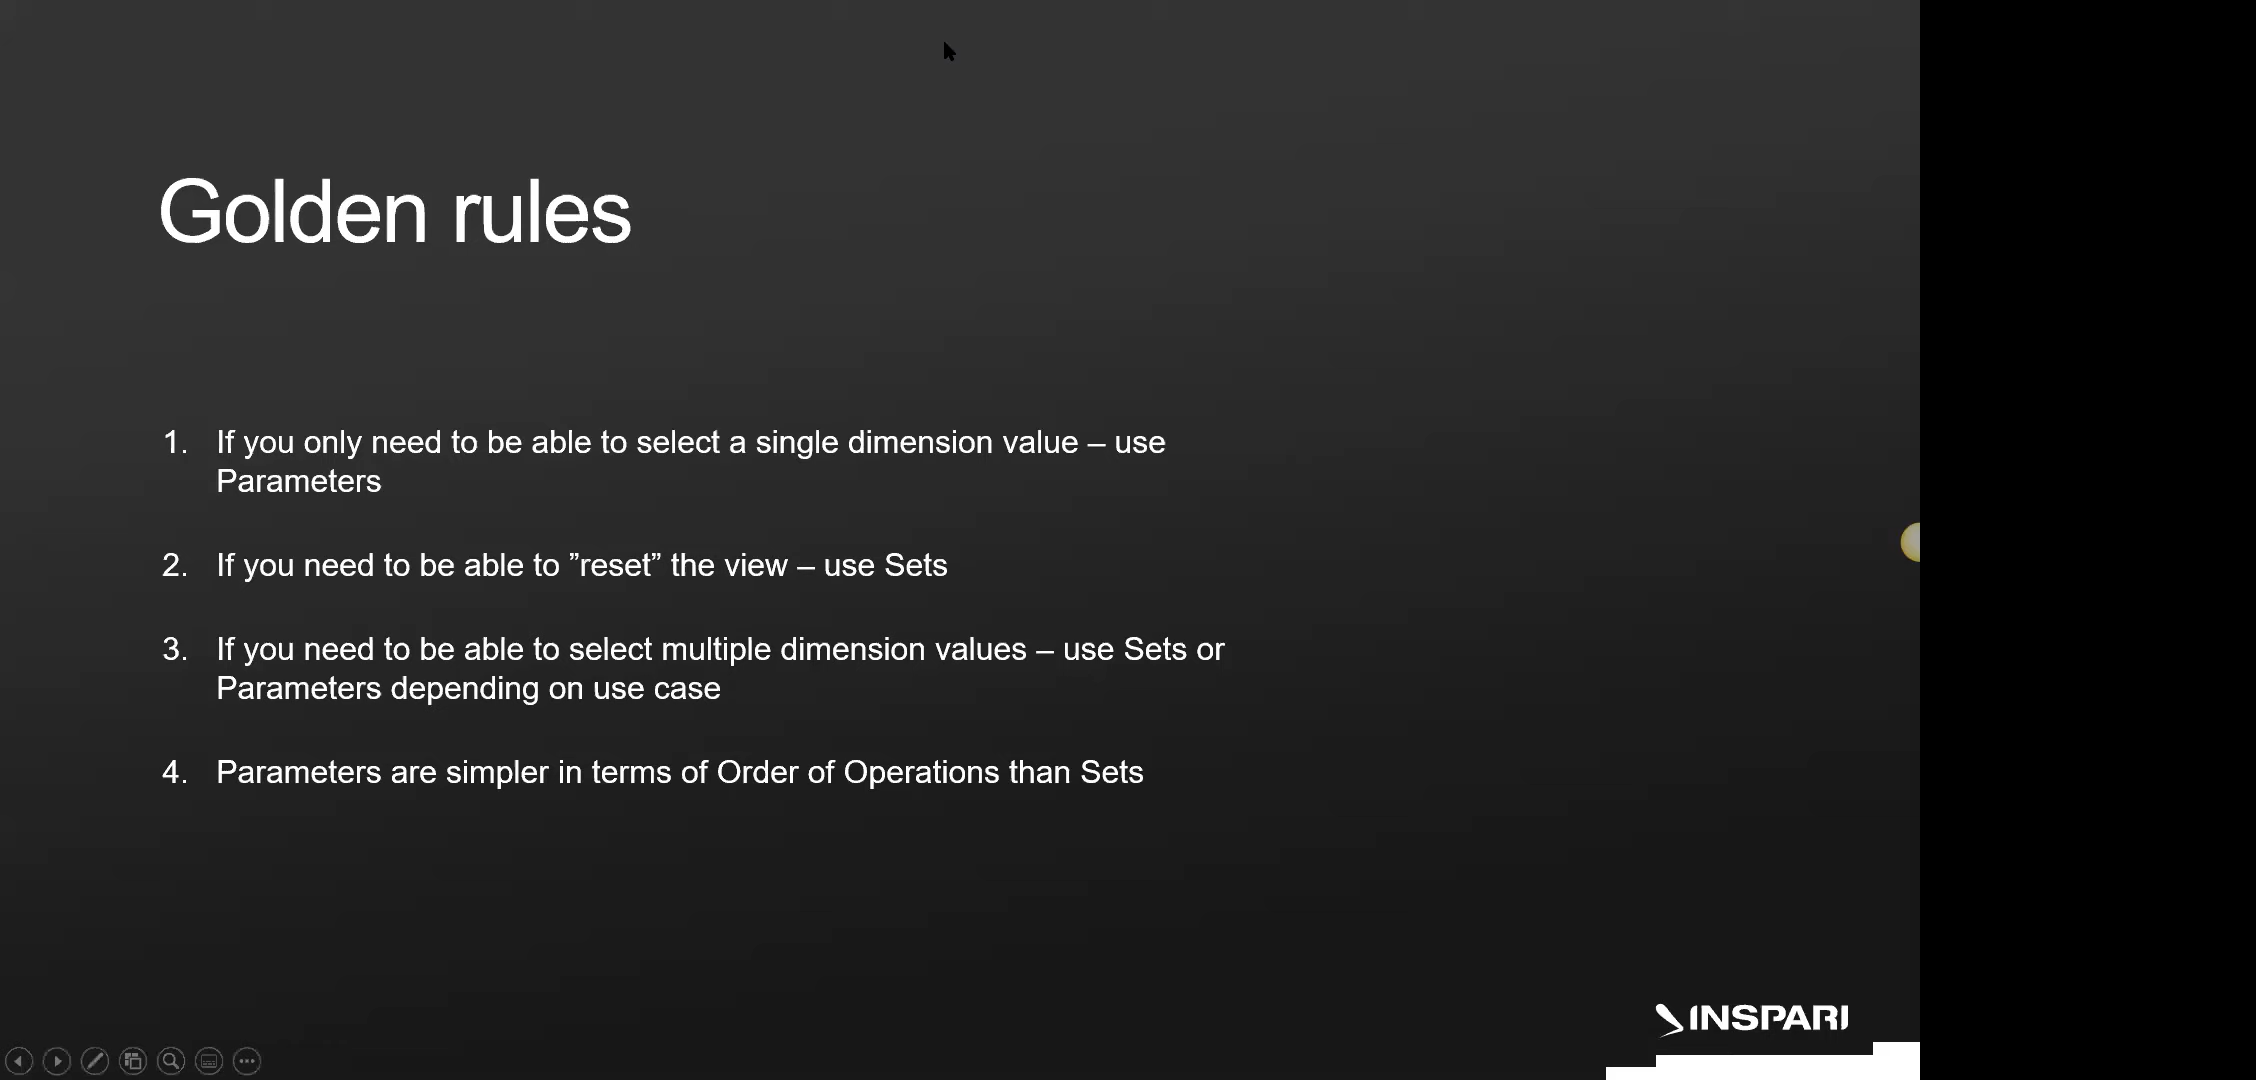 Golden rules
1. If you only need to be able to select a single dimension value – use
Parameters
2. If you need to be able to ”reset” the view – use Sets
3. If you need to be able to select multiple dimension values – use Sets or
Parameters depending on use case
4. Parameters are simpler in terms of Order of Operations than Sets
INSPARI